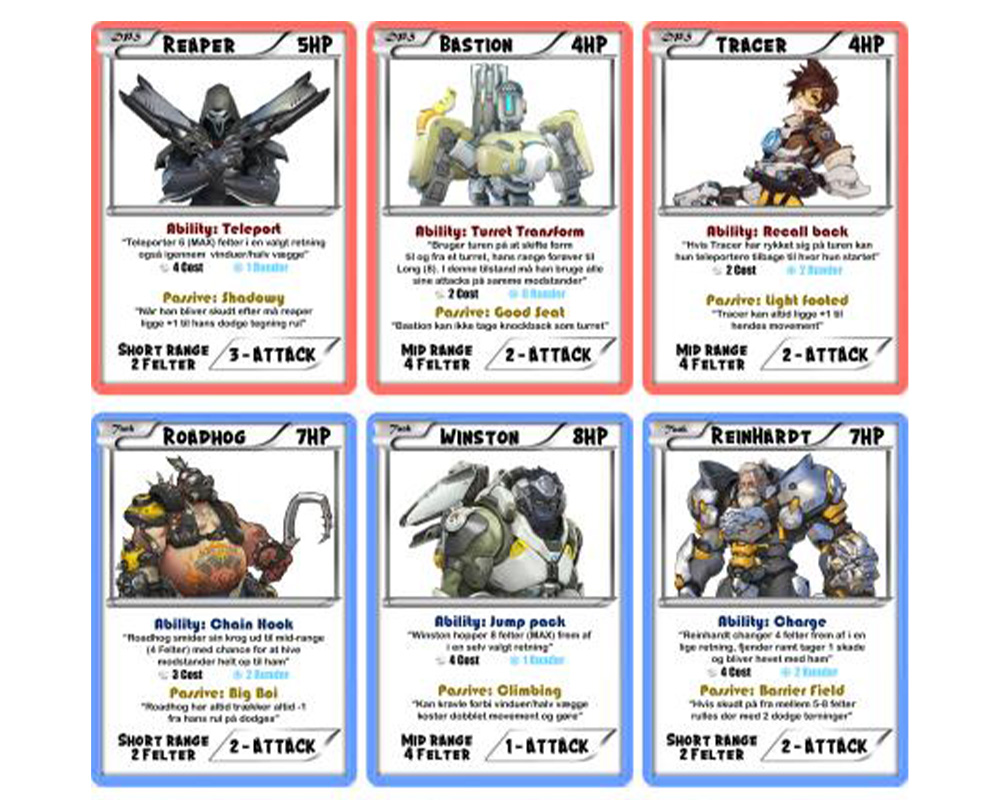 DPS REAPER 5HP
Ability: Teleport
"Teleporter 6 (MAX) felter i en valgt retning
også igennem vinduer/halv vægge"
4 Cost 1 Runder
Passive: Shadowy
"Når han bliver skudt efter må reaper
ligge +1 til hans dodge tegning rul"
SHORT RANGE
2 FELTER
3-ATTACK
DPS BASTION 4HP
Ability: Turret Transform
"Bruger turen på at skifte form
til og fra et turret, hans range forøver til
Long (8). I denne tilstand må han bruge alle
sine attacks på samme modstander"
2 Cost 0 Runder
Passive: Good Seat
"Bastion kan ikke tage knockback som turret"
MID RANGE
4 FELTER
2-ATTACK
DPS TRACER 4HP
Ability: Recall back
"Hvis Tracer har rykket sig på turen kan
hun teleportere tilbage til hvor hun startet"
2 Cost 2 Runder
Passive: Light footed
"Tracer kan altid ligge +1 til
hendes movement"
MID RANGE
4 FELTER
2-ATTACK
Tank ROADHOG 7HP
Ability: Chain Hook
"Roadhog smider sin krog ud til mid-range
(4 Felter) med chance for at hive
modstander helt op til ham"
3 Cost 2 Runder
Passive: Big Boi
"Roadhog har altid trækker altid -1
fra hans rul på dodges"
SHORT RANGE
2 FELTER
2-ATTACK
Tank WINSTON 8HP
Ability: Jump pack
"Winston hopper 8 felter (MAX) frem af
i en selv valgt retning"
4 Cost 1 Runder
Passive: Climbing
"Kan kravle forbi vinduer/halv vægge
koster dobblet movement og gøre"
MID RANGE
4 FELTER
1-ATTACK
Tank REINHARDT 7HP
Ability: Charge
"Reinhardt changer 4 felter frem af i en
lige retning, fjender ramt tager 1 skade
og bliver hevet med ham"
4 Cost 2 Runder
Passive: Barrier Field
"Hvis skudt på fra mellem 5-8 felter
rulles der med 2 dodge terninger"
SHORT RANGE
2 FELTER
2-ATTACK